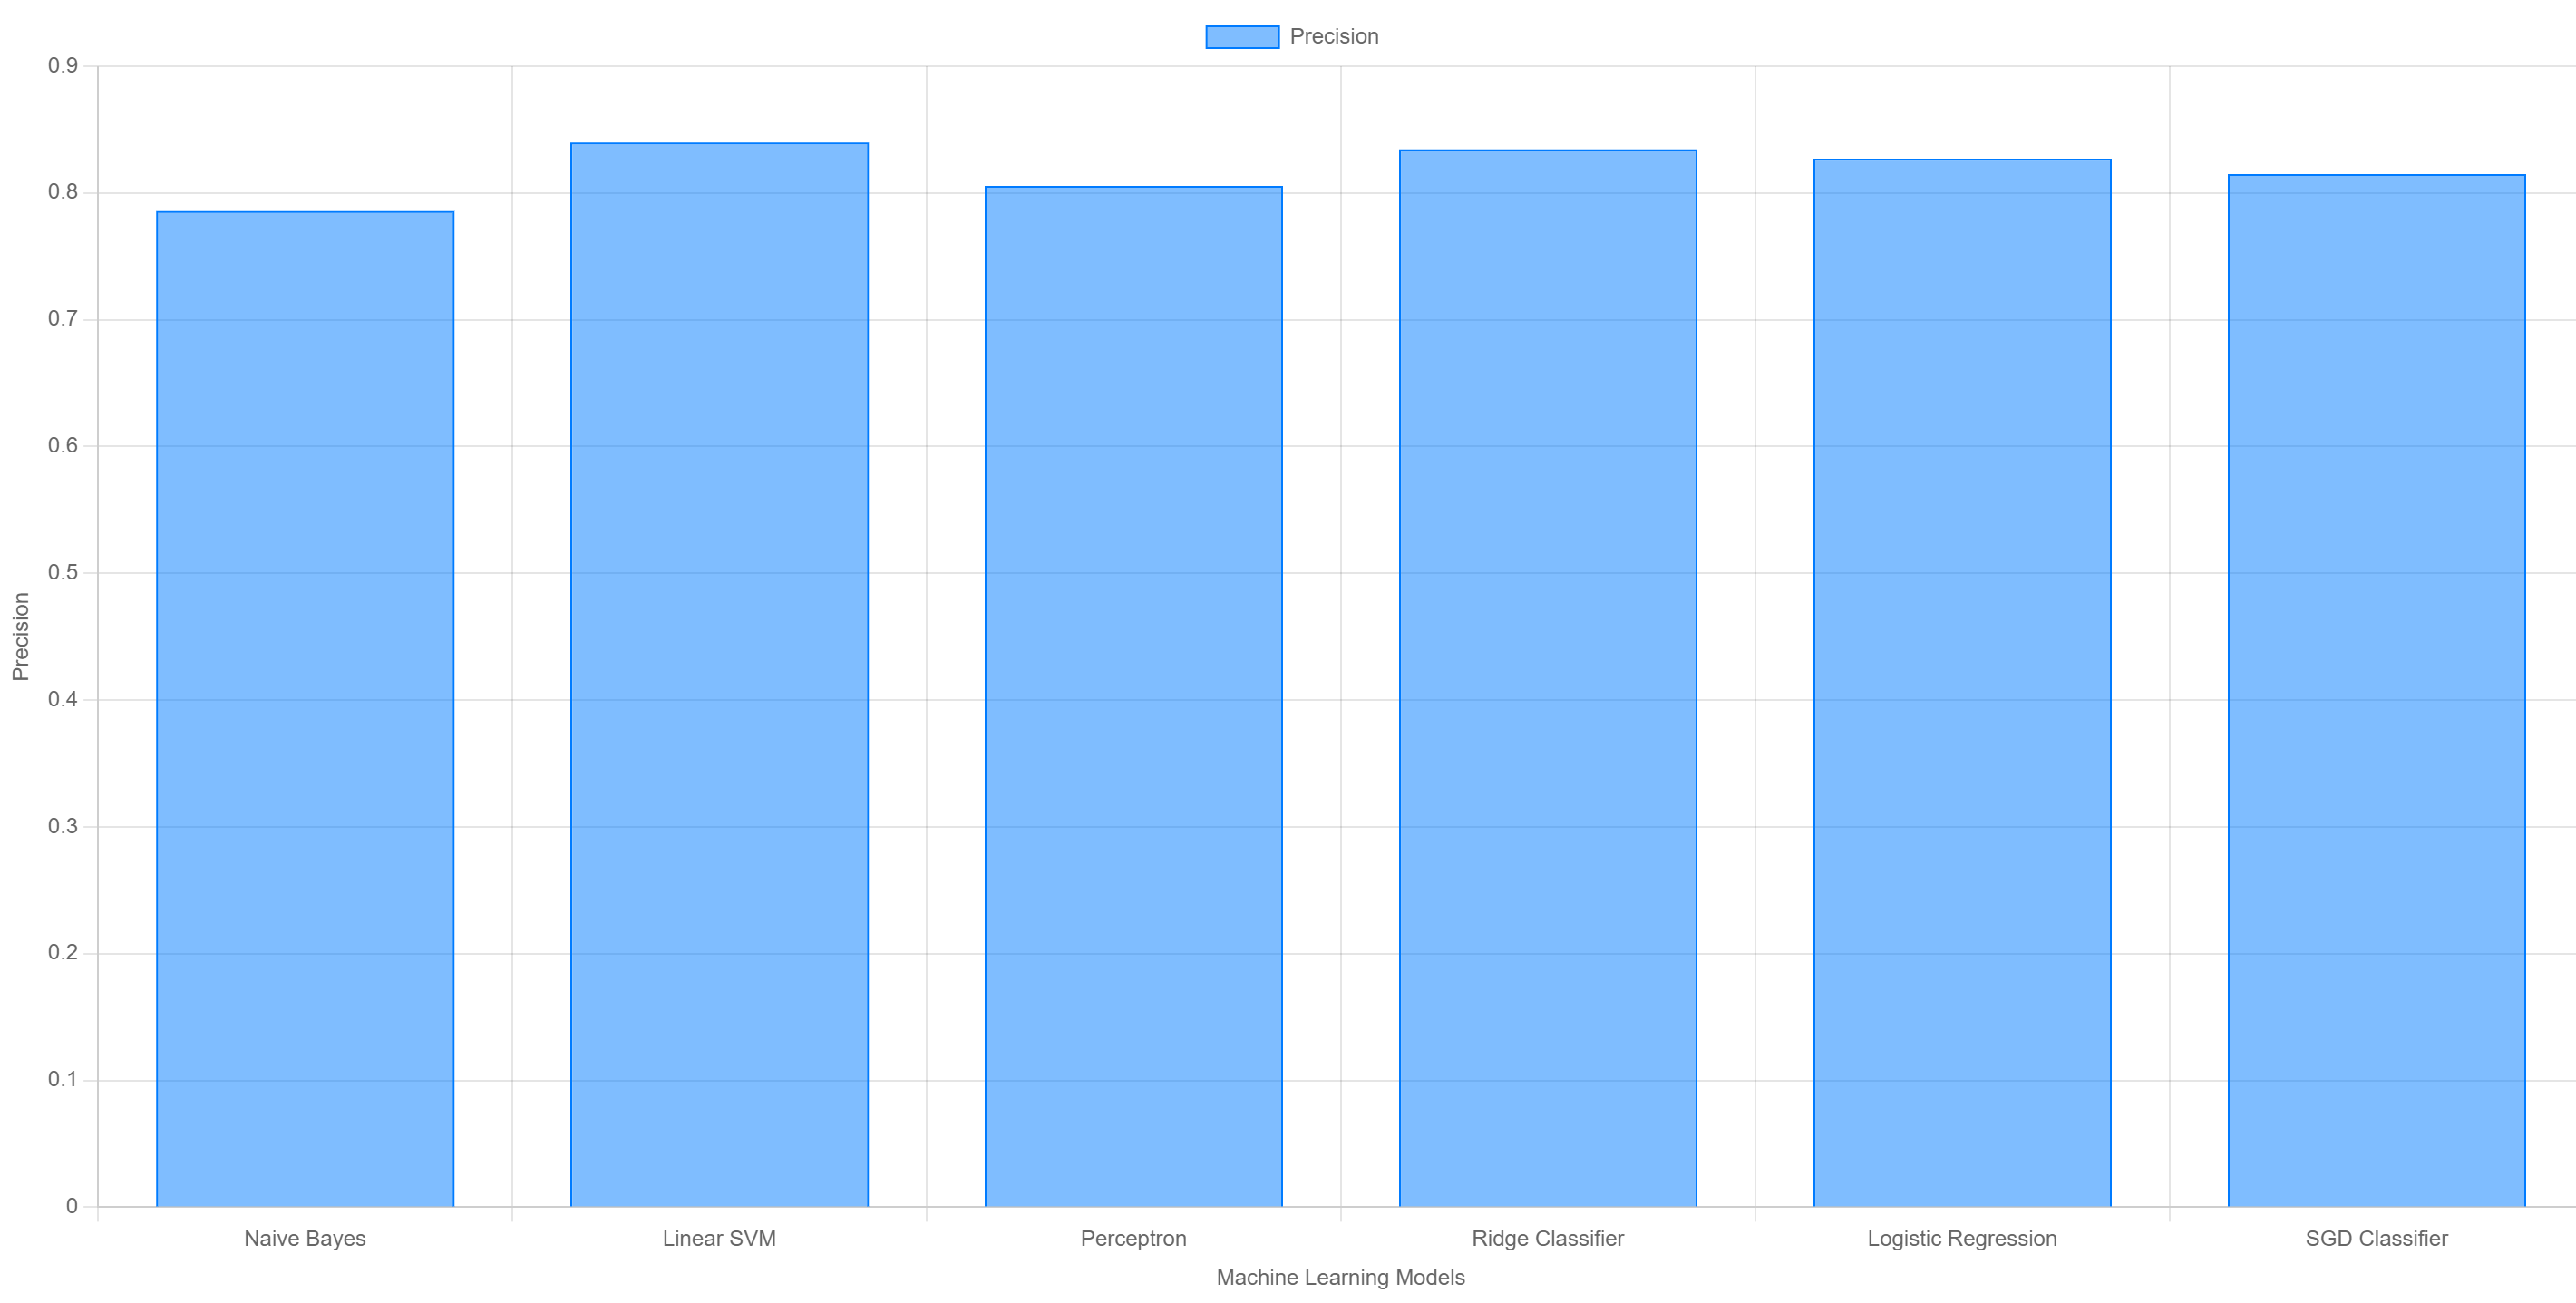 Precision
0.9
0.8
0.7
0.6
0.5
0.4
0.3
0.2
0.1
0
Precision
Naive Bayes
Linear SVM
Perceptron
Ridge Classifier
Logistic Regression
SGD Classifier
Machine Learning Models